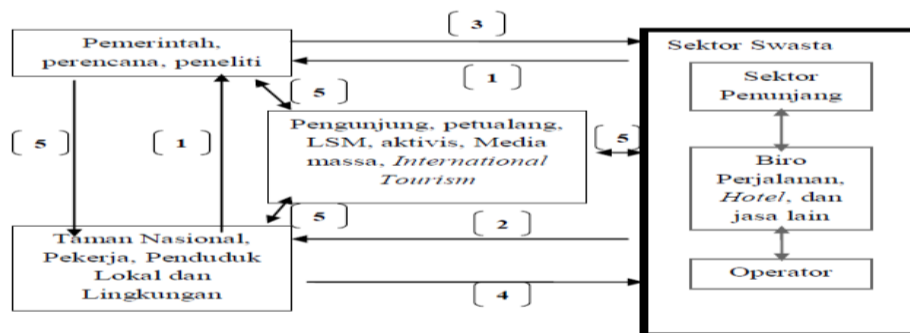 [ 3 ]
Pemerintah,
perencana, peneliti
Sektor Swasta
[ 1 ]
Sektor
Penunjang
[ 5 ]
[ 5 ]
[ 1 ]
Pengunjung, petualang,
LSM, aktivis, Media
massa, International
Tourism
[ 5 ]
Biro
Perjalanan,
Hotel, dan
jasa lain
[ 5 ]
[ 2 ]
Taman Nasional,
Pekerja, Penduduk
Lokal dan
Lingkungan
Operator
[ 4 ]